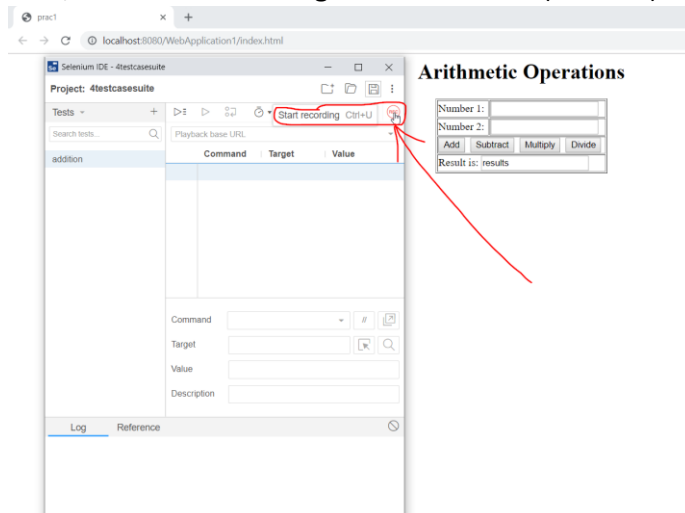 prac1
localhost:8080/WebApplication1/index.html
Selenium IDE - 4testcasesuite
Project: 4testcasesuite
Tests
Start recording Ctrl+U
Search tests...
Playback base URL
Command Target Value
addition
Command
//
Target
Value
Description
Log Reference
Arithmetic Operations
Number 1:
Number 2:
Add Subtract Multiply Divide
Result is: results